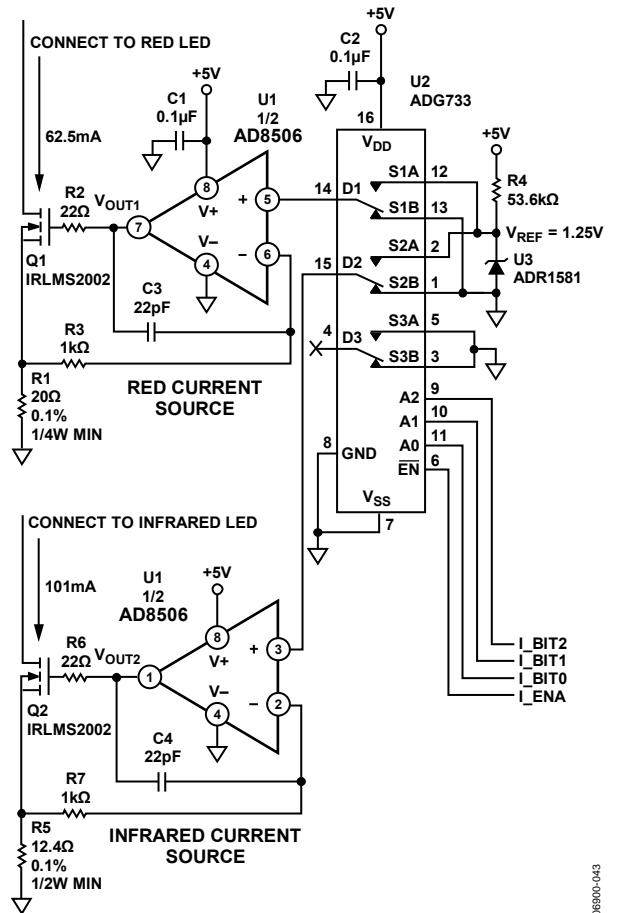 CONNECT TO RED LED
62.5mA
+5V
C1
0.1µF
U1
1/2
AD8506
R2
22Ω
VOUT1
7
8
V+
V–
4
+
5
–
6
Q1
IRLMS2002
C3
22pF
R3
1kΩ
R1
20Ω
0.1%
1/4W MIN
RED CURRENT
SOURCE
+5V
C2
0.1µF
U2
ADG733
16
VDD
14
D1
S1A
12
S1B
13
S2A
2
15
D2
S2B
1
S3A
5
4
D3
S3B
3
A2
9
A1
10
A0
11
EN
6
8
GND
VSS
7
+5V
R4
53.6kΩ
VREF = 1.25V
U3
ADR1581
I_BIT2
I_BIT1
I_BIT0
I_ENA
CONNECT TO INFRARED LED
101mA
U1
1/2
AD8506
+5V
R6
22Ω
VOUT2
1
8
V+
V–
4
+
3
–
2
Q2
IRLMS2002
C4
22pF
R7
1kΩ
R5
12.4Ω
0.1%
1/2W MIN
INFRARED CURRENT
SOURCE
06900-043